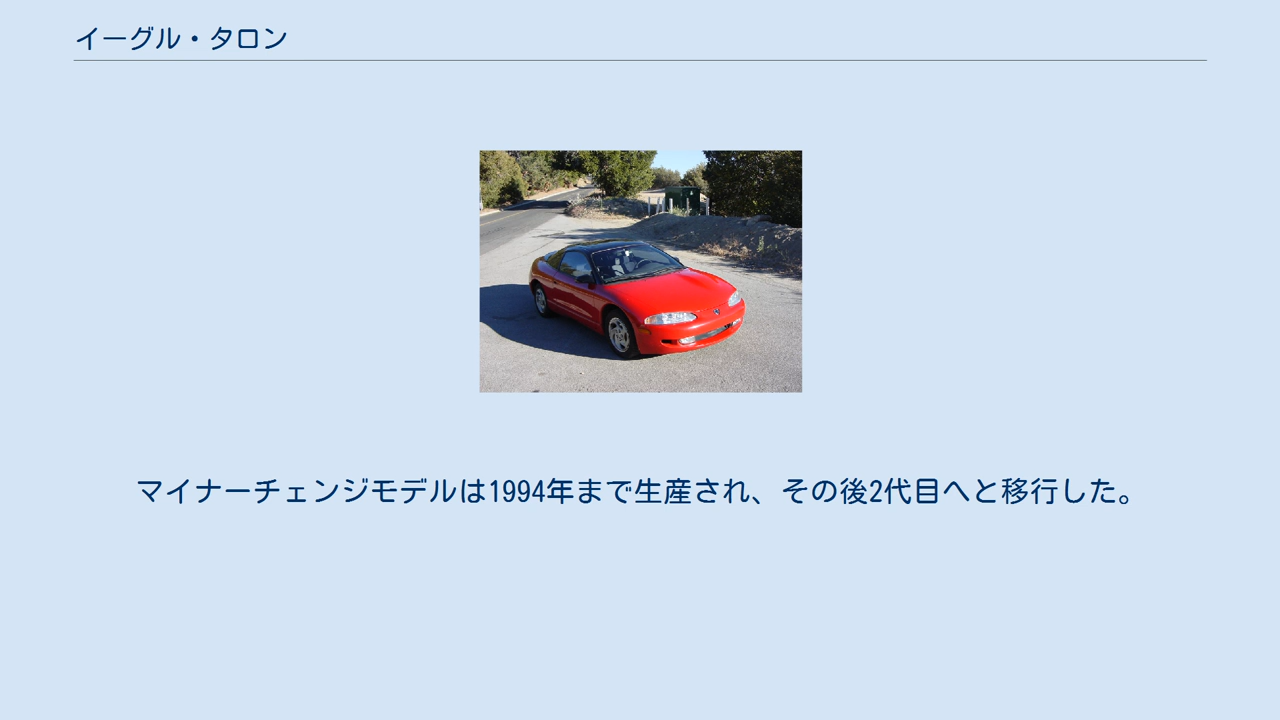 イーグル・タロン
マイナーチェンジモデルは1994年まで生産され、その後2代目へと移行した。